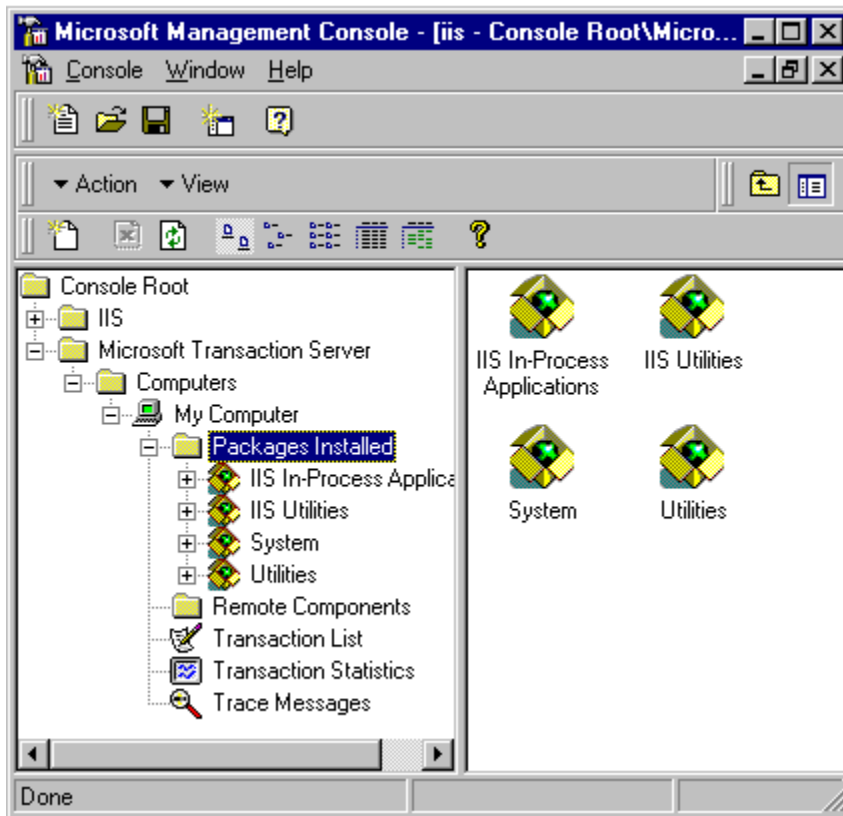 Microsoft Management Console - [iis - Console Root\Micro...
Console Window Help
Action View
Console Root
IIS
Microsoft Transaction Server
Computers
My Computer
Packages Installed
IIS In-Process Applica
IIS Utilities
System
Utilities
Remote Components
Transaction List
Transaction Statistics
Trace Messages
IIS In-Process
Applications
IIS Utilities
System
Utilities
Done